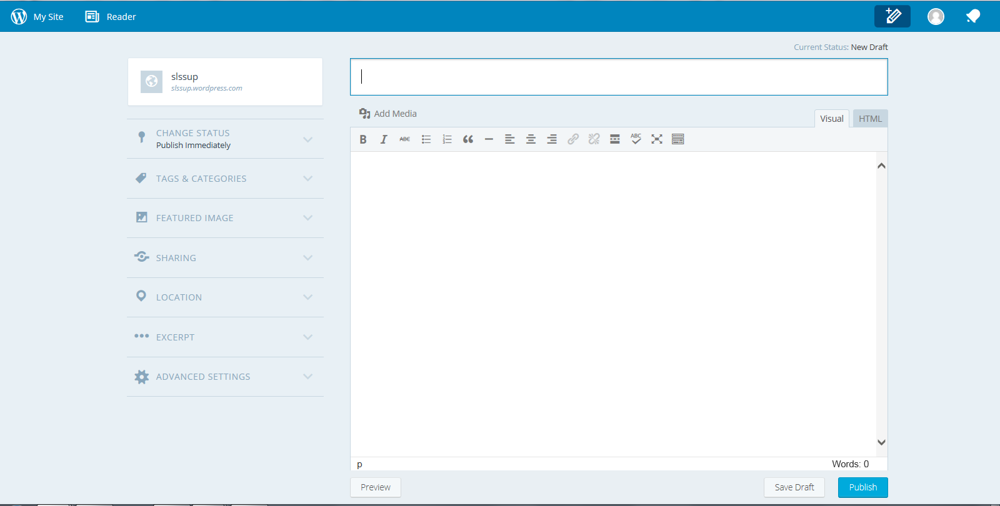 My Site Reader
Current Status: New Draft
slssup
slssup.wordpress.com
CHANGE STATUS
Publish Immediately
TAGS & CATEGORIES
FEATURED IMAGE
SHARING
LOCATION
EXCERPT
ADVANCED SETTINGS
Add Media
Visual HTML
B I ABC ABC
p Words: 0
Preview Save Draft Publish